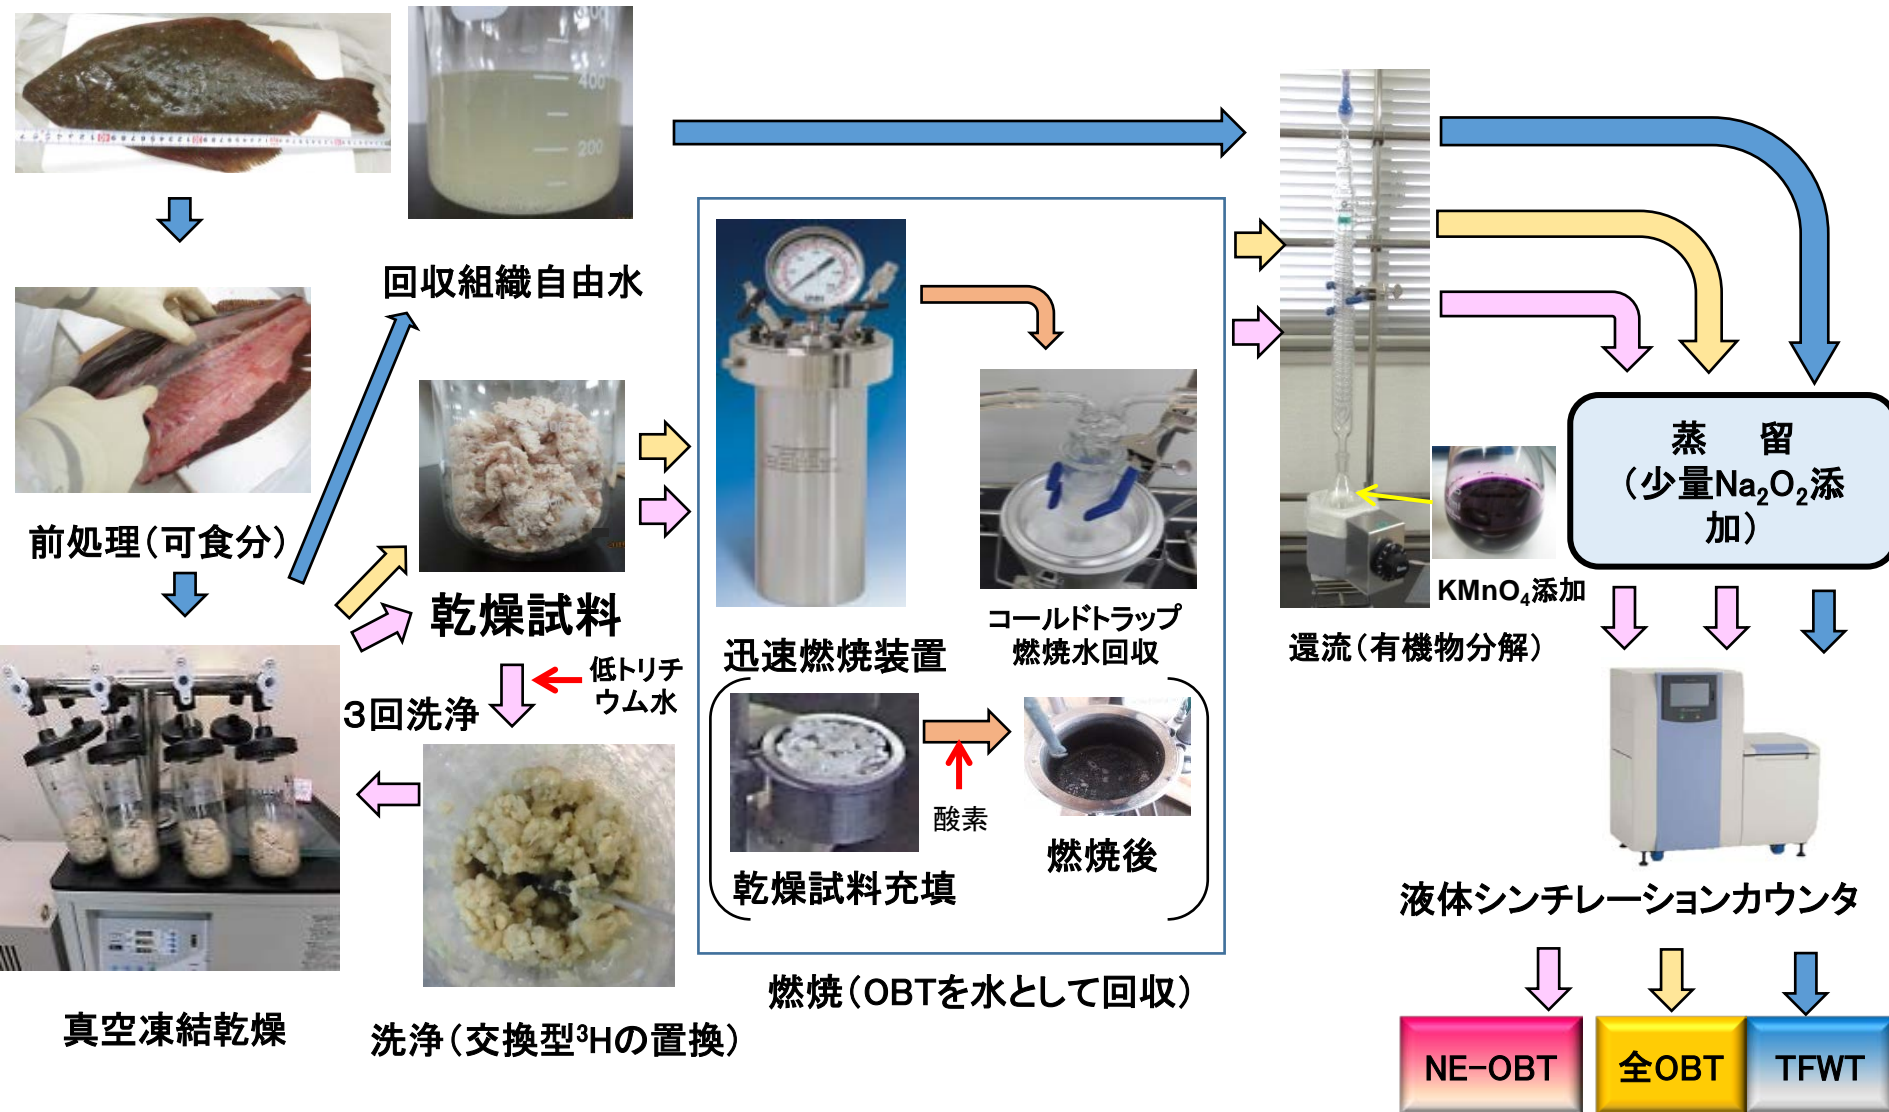 400
200
回収組織自由水
前処理（可食分）
乾燥試料
低トリチ
ウム水
３回洗浄
真空凍結乾燥
洗浄（交換型³Hの置換）
迅速燃焼装置
コールドトラップ
燃焼水回収
酸素
乾燥試料充填
燃焼後
燃焼（OBTを水として回収）
KMnO₄添加
還流（有機物分解）
蒸　留
（少量Na₂O₂添
加）
液体シンチレーションカウンタ
NE-OBT
全OBT
TFWT